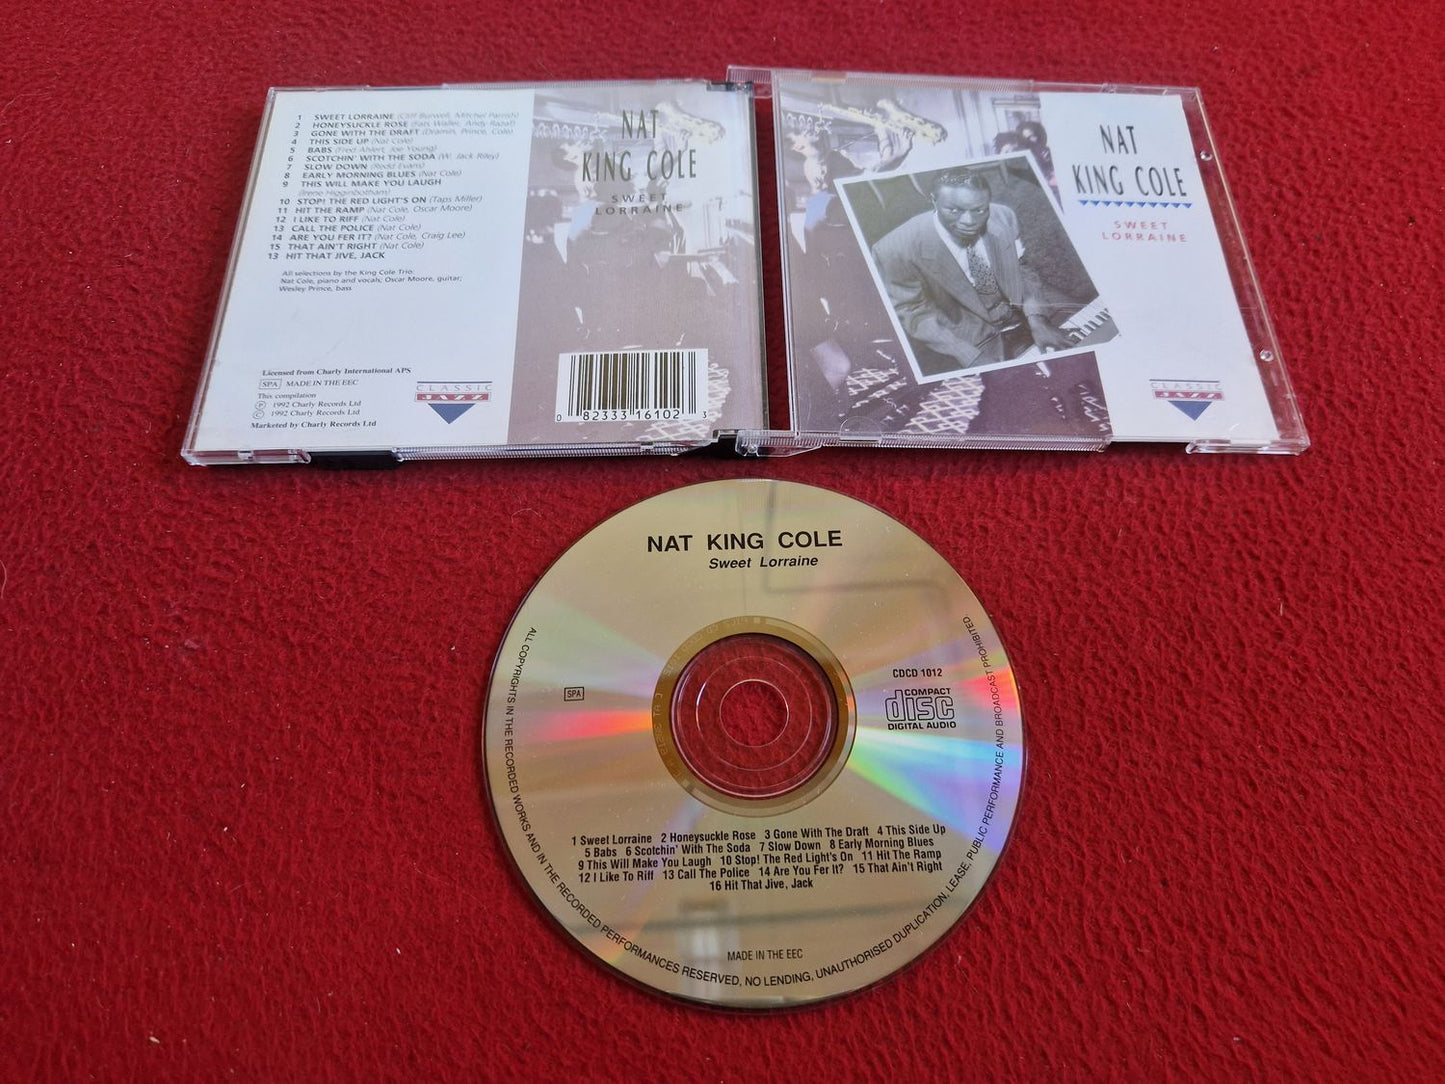 1 SWEET LORRAINE (Cliff Burwell, Mitchel Parrish)
2 HONEYSUCKLE ROSE (Fats Waller, Andy Razaf)
3 GONE WITH THE DRAFT (Dramin, Prince, Cole)
4 THIS SIDE UP (Nat Cole)
5 BABS (Fred Ahlert, Joe Young)
6 SCOTCHIN' WITH THE SODA (W. Jack Riley)
7 SLOW DOWN (Redd Evans)
8 EARLY MORNING BLUES (Nat Cole)
9 THIS WILL MAKE YOU LAUGH
(Irene Higginbotham)
10 STOP! THE RED LIGHT'S ON (Taps Miller)
11 HIT THE RAMP (Nat Cole, Oscar Moore)
12 I LIKE TO RIFF (Nat Cole)
13 CALL THE POLICE (Nat Cole)
14 ARE YOU FER IT? (Nat Cole, Craig Lee)
15 THAT AIN'T RIGHT (Nat Cole)
13 HIT THAT JIVE, JACK
All selections by the King Cole Trio:
Nat Cole, piano and vocals; Oscar Moore, guitar;
Wesley Prince, bass
Licensed from Charly International APS
SPA MADE IN THE EEC
This compilation
Ⓟ 1992 Charly Records Ltd
© 1992 Charly Records Ltd
Marketed by Charly Records Ltd
CLASSIC
JAZZ
NAT
KING COLE
SWEET
LORRAINE
0 82333 16102 3
NAT
KING COLE
SWEET
LORRAINE
CLASSIC
JAZZ
NAT KING COLE
Sweet Lorraine
SPA
CDCD 1012
COMPACT
disc
DIGITAL AUDIO
1 Sweet Lorraine 2 Honeysuckle Rose 3 Gone With The Draft 4 This Side Up
5 Babs 6 Scotchin' With The Soda 7 Slow Down 8 Early Morning Blues
9 This Will Make You Laugh 10 Stop! The Red Light's On 11 Hit The Ramp
12 I Like To Riff 13 Call The Police 14 Are You Fer It? 15 That Ain't Right
16 Hit That Jive, Jack
MADE IN THE EEC
ALL COPYRIGHTS IN THE RECORDED WORKS AND IN THE RECORDED PERFORMANCES RESERVED, NO LENDING, UNAUTHORISED DUPLICATION, LEASE, PUBLIC PERFORMANCE AND BROADCAST PROHIBITED.